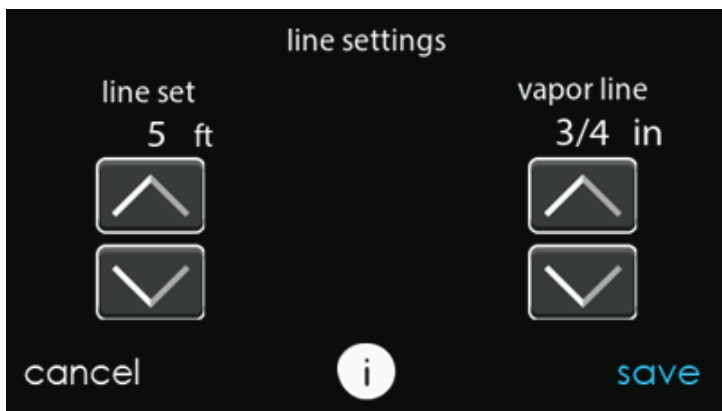 line settings
line set
5 ft
vapor line
3/4 in
cancel
i
save